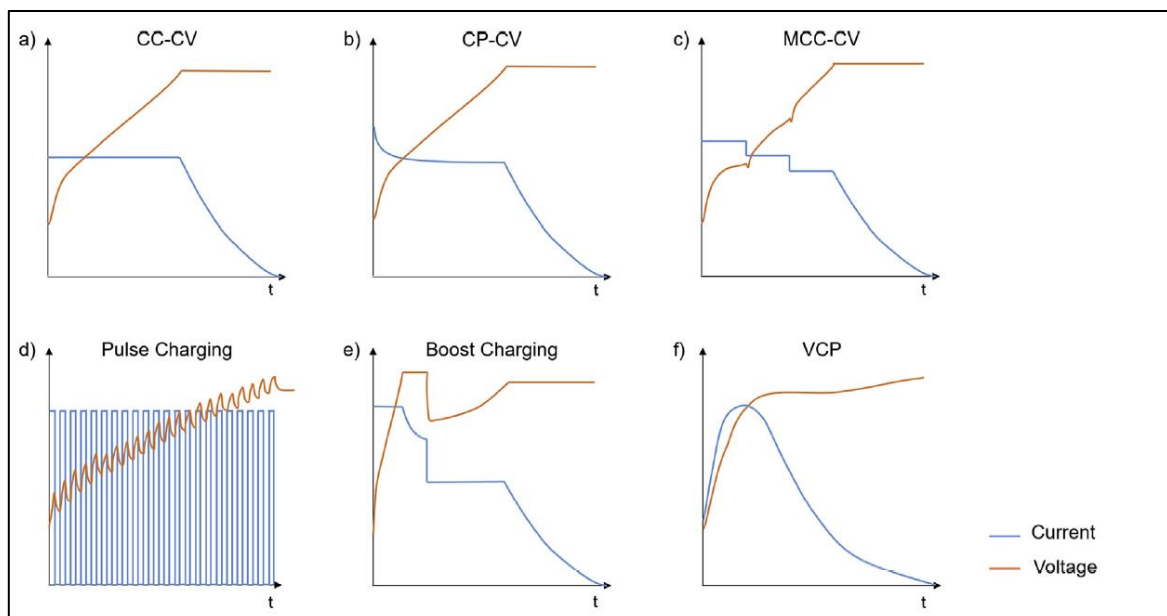 a) CC-CV
b) CP-CV
c) MCC-CV
t
t
t
d) Pulse Charging
e) Boost Charging
f) VCP
Current
Voltage
t
t
t